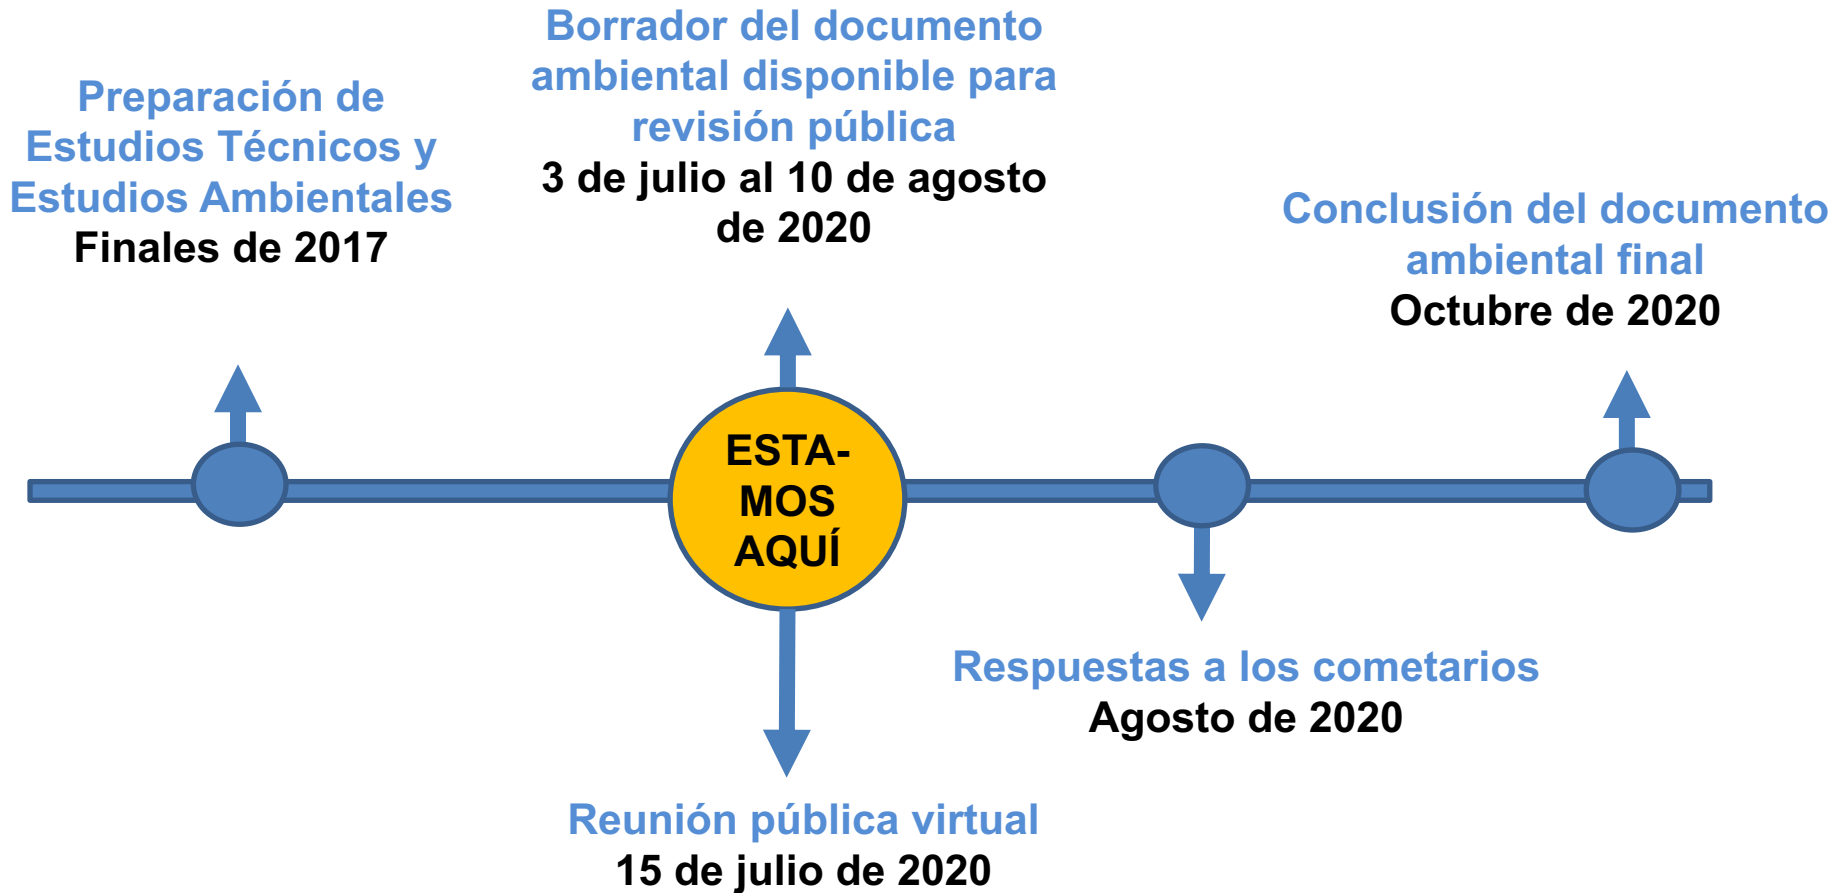 Preparación de
Estudios Técnicos y
Estudios Ambientales
Finales de 2017
Borrador del documento
ambiental disponible para
revisión pública
3 de julio al 10 de agosto
de 2020
Conclusión del documento
ambiental final
Octubre de 2020
ESTA-
MOS
AQUÍ
Respuestas a los cometarios
Agosto de 2020
Reunión pública virtual
15 de julio de 2020